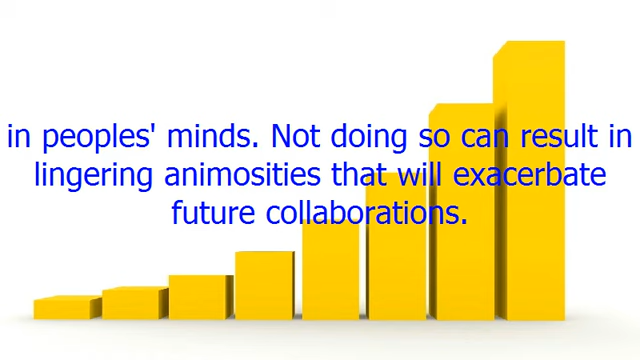 in peoples' minds. Not doing so can result in
lingering animosities that will exacerbate
future collaborations.